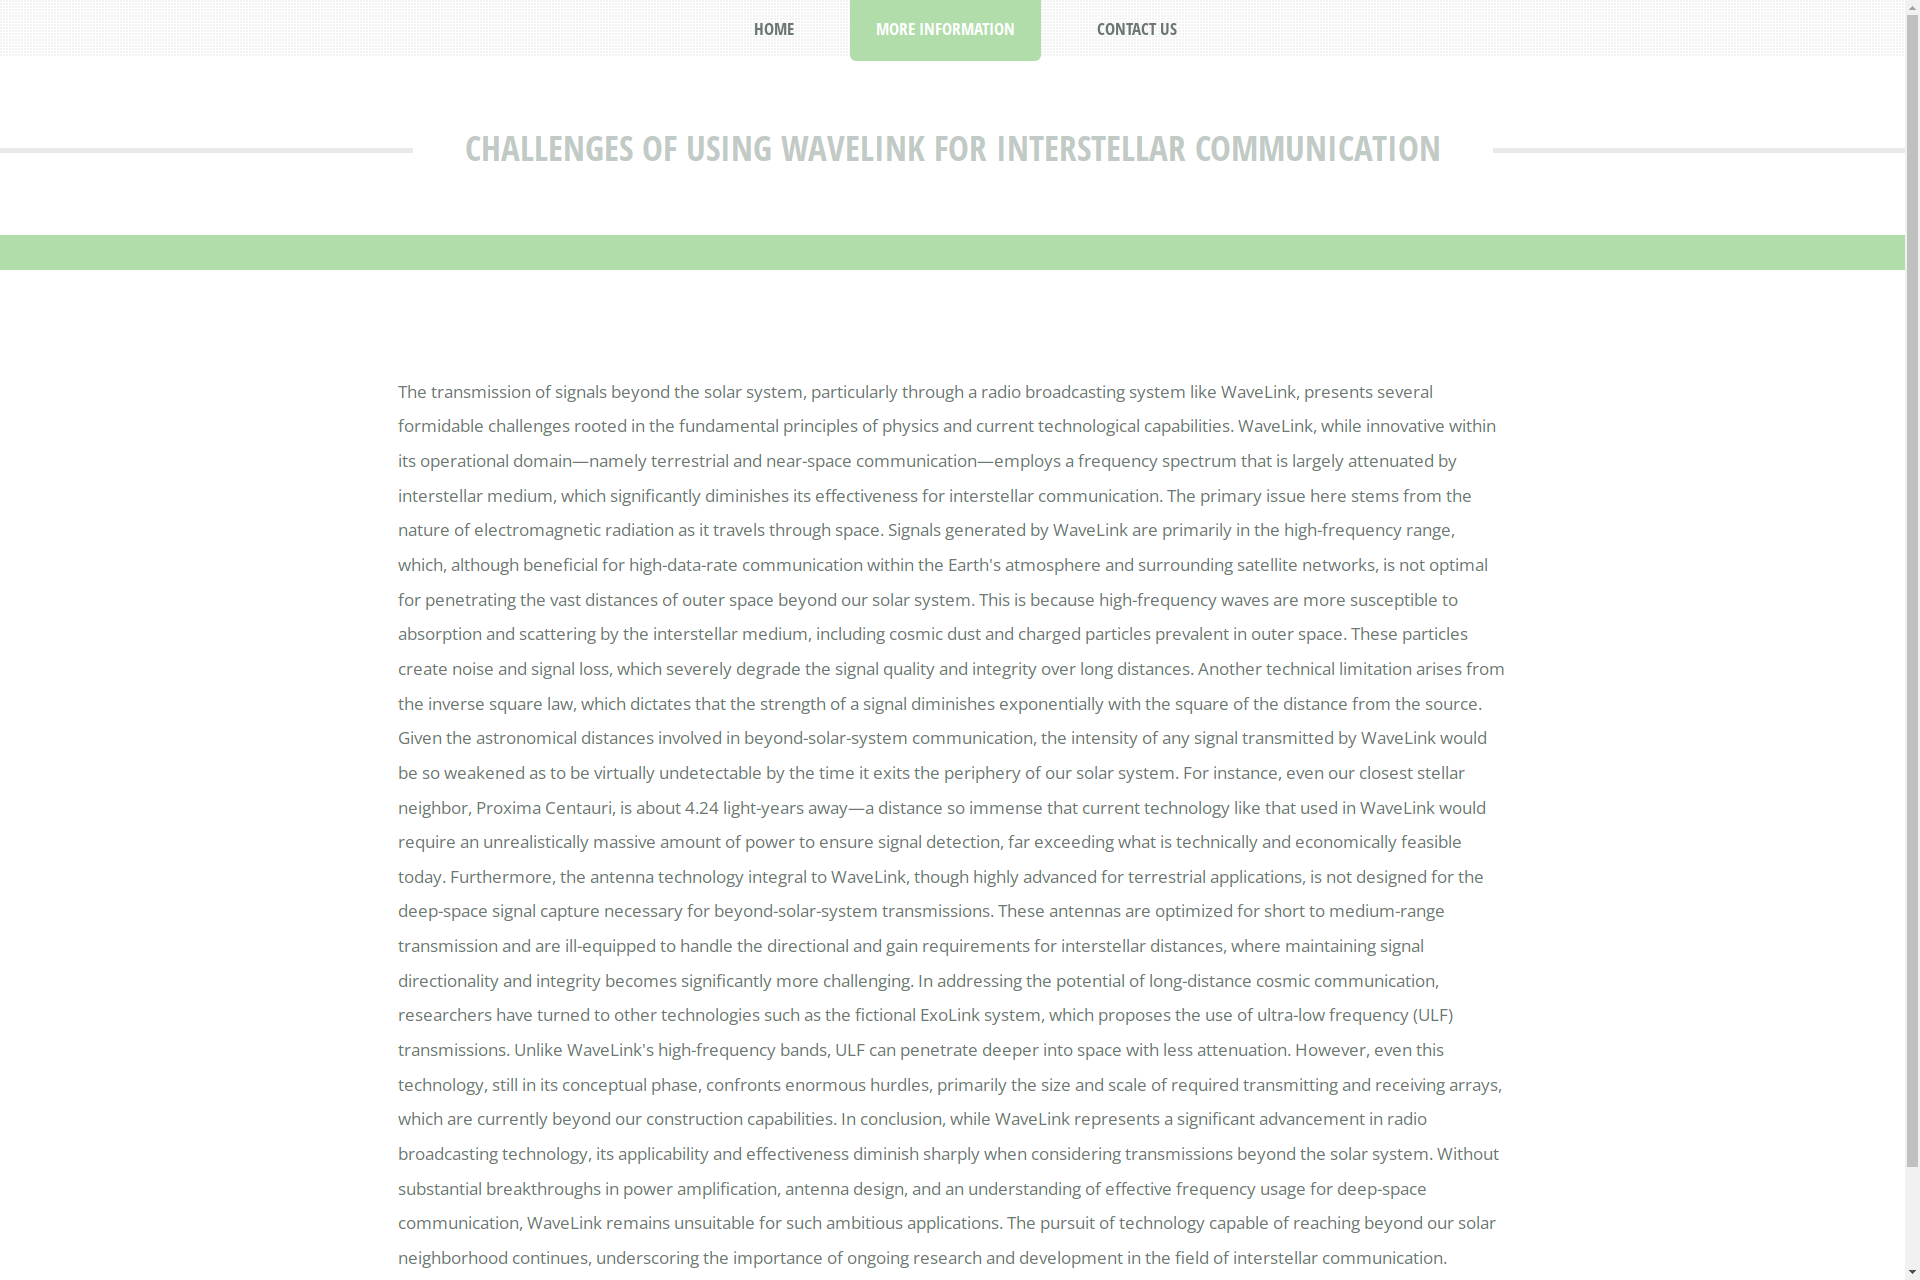 HOME
MORE INFORMATION
CONTACT US
CHALLENGES OF USING WAVELINK FOR INTERSTELLAR COMMUNICATION
The transmission of signals beyond the solar system, particularly through a radio broadcasting system like WaveLink, presents several
formidable challenges rooted in the fundamental principles of physics and current technological capabilities. WaveLink, while innovative within
its operational domain—namely terrestrial and near-space communication—employs a frequency spectrum that is largely attenuated by
interstellar medium, which significantly diminishes its effectiveness for interstellar communication. The primary issue here stems from the
nature of electromagnetic radiation as it travels through space. Signals generated by WaveLink are primarily in the high-frequency range,
which, although beneficial for high-data-rate communication within the Earth's atmosphere and surrounding satellite networks, is not optimal
for penetrating the vast distances of outer space beyond our solar system. This is because high-frequency waves are more susceptible to
absorption and scattering by the interstellar medium, including cosmic dust and charged particles prevalent in outer space. These particles
create noise and signal loss, which severely degrade the signal quality and integrity over long distances. Another technical limitation arises from
the inverse square law, which dictates that the strength of a signal diminishes exponentially with the square of the distance from the source.
Given the astronomical distances involved in beyond-solar-system communication, the intensity of any signal transmitted by WaveLink would
be so weakened as to be virtually undetectable by the time it exits the periphery of our solar system. For instance, even our closest stellar
neighbor, Proxima Centauri, is about 4.24 light-years away—a distance so immense that current technology like that used in WaveLink would
require an unrealistically massive amount of power to ensure signal detection, far exceeding what is technically and economically feasible
today. Furthermore, the antenna technology integral to WaveLink, though highly advanced for terrestrial applications, is not designed for the
deep-space signal capture necessary for beyond-solar-system transmissions. These antennas are optimized for short to medium-range
transmission and are ill-equipped to handle the directional and gain requirements for interstellar distances, where maintaining signal
directionality and integrity becomes significantly more challenging. In addressing the potential of long-distance cosmic communication,
researchers have turned to other technologies such as the fictional ExoLink system, which proposes the use of ultra-low frequency (ULF)
transmissions. Unlike WaveLink's high-frequency bands, ULF can penetrate deeper into space with less attenuation. However, even this
technology, still in its conceptual phase, confronts enormous hurdles, primarily the size and scale of required transmitting and receiving arrays,
which are currently beyond our construction capabilities. In conclusion, while WaveLink represents a significant advancement in radio
broadcasting technology, its applicability and effectiveness diminish sharply when considering transmissions beyond the solar system. Without
substantial breakthroughs in power amplification, antenna design, and an understanding of effective frequency usage for deep-space
communication, WaveLink remains unsuitable for such ambitious applications. The pursuit of technology capable of reaching beyond our solar
neighborhood continues, underscoring the importance of ongoing research and development in the field of interstellar communication.